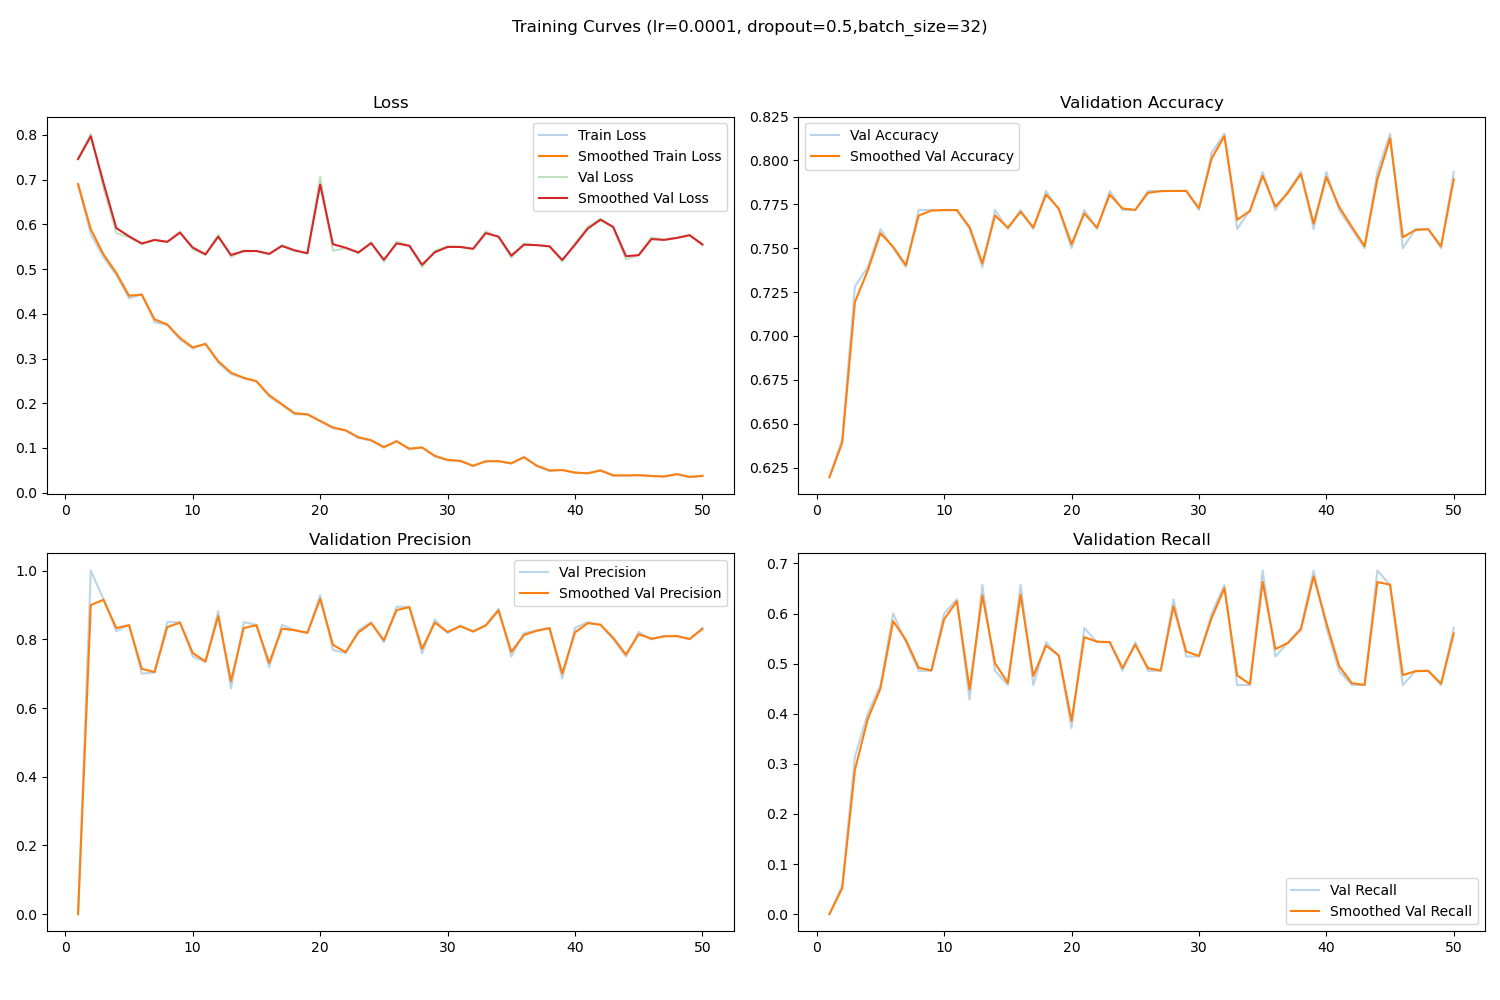 Training Curves (lr=0.0001, dropout=0.5,batch_size=32)
Loss
Train Loss
Smoothed Train Loss
Val Loss
Smoothed Val Loss
0.8
0.7
0.6
0.5
0.4
0.3
0.2
0.1
0.0
0 10 20 30 40 50
Validation Accuracy
Val Accuracy
Smoothed Val Accuracy
0.825
0.800
0.775
0.750
0.725
0.700
0.675
0.650
0.625
0 10 20 30 40 50
Validation Precision
Val Precision
Smoothed Val Precision
1.0
0.8
0.6
0.4
0.2
0.0
0 10 20 30 40 50
Validation Recall
0.7
0.6
0.5
0.4
0.3
0.2
0.1
0.0
Val Recall
Smoothed Val Recall
0 10 20 30 40 50